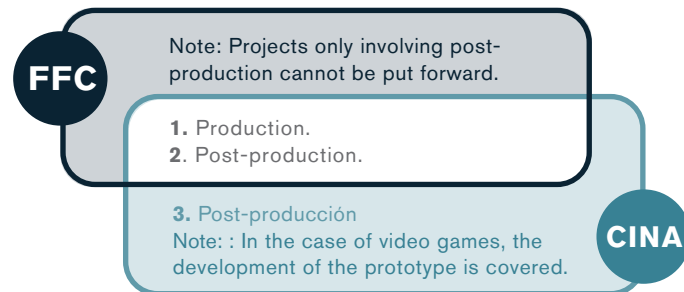 FFC
Note: Projects only involving post-
production cannot be put forward.
1. Production.
2. Post-production.
3. Post-producción
Note: : In the case of video games, the
development of the prototype is covered.
CINA